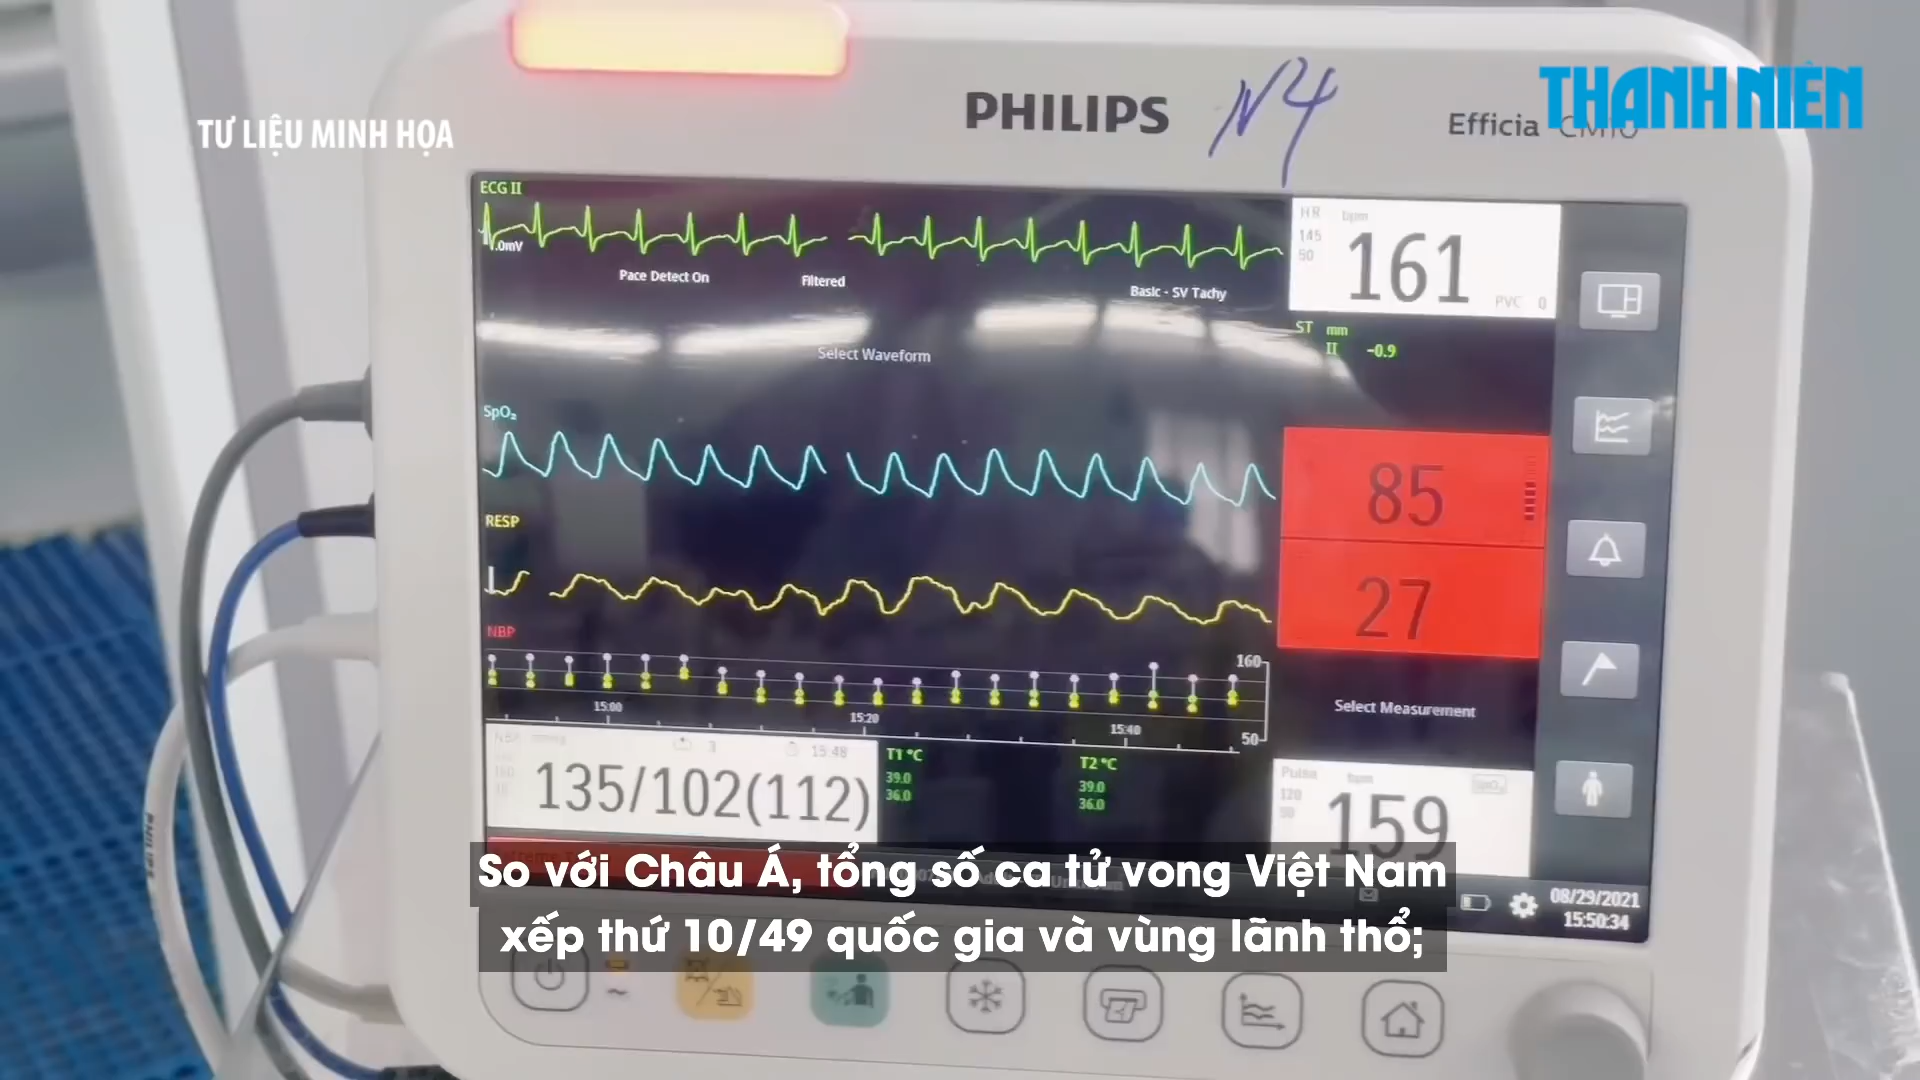 THANH NIÊN
TƯ LIỆU MINH HỌA
PHILIPS
N4
Efficia
ECG II
1.0mV
Pace Detect On
Filtered
Basic - SV Tachy
HR bpm
145
50
161
PVC 0
ST mm
II -0.9
Select Waveform
SpO₂
85
RESP
27
NBP
160
50
15:00
15:20
15:40
Select Measurement
3
15:48
135/102(112)
T1 °C
39.0
36.0
T2 °C
39.0
36.0
Pulse bpm
SpO₂
120
50
159
So với Châu Á, tổng số ca tử vong Việt Nam
xếp thứ 10/49 quốc gia và vùng lãnh thổ;
08/29/2021
15:50:34
PHILIPS